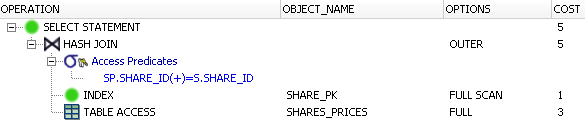 OPERATION OBJECT_NAME OPTIONS COST
SELECT STATEMENT 5
HASH JOIN OUTER 5
Access Predicates
SP.SHARE_ID(+)=S.SHARE_ID
INDEX SHARE_PK FULL SCAN 1
TABLE ACCESS SHARES_PRICES FULL 3